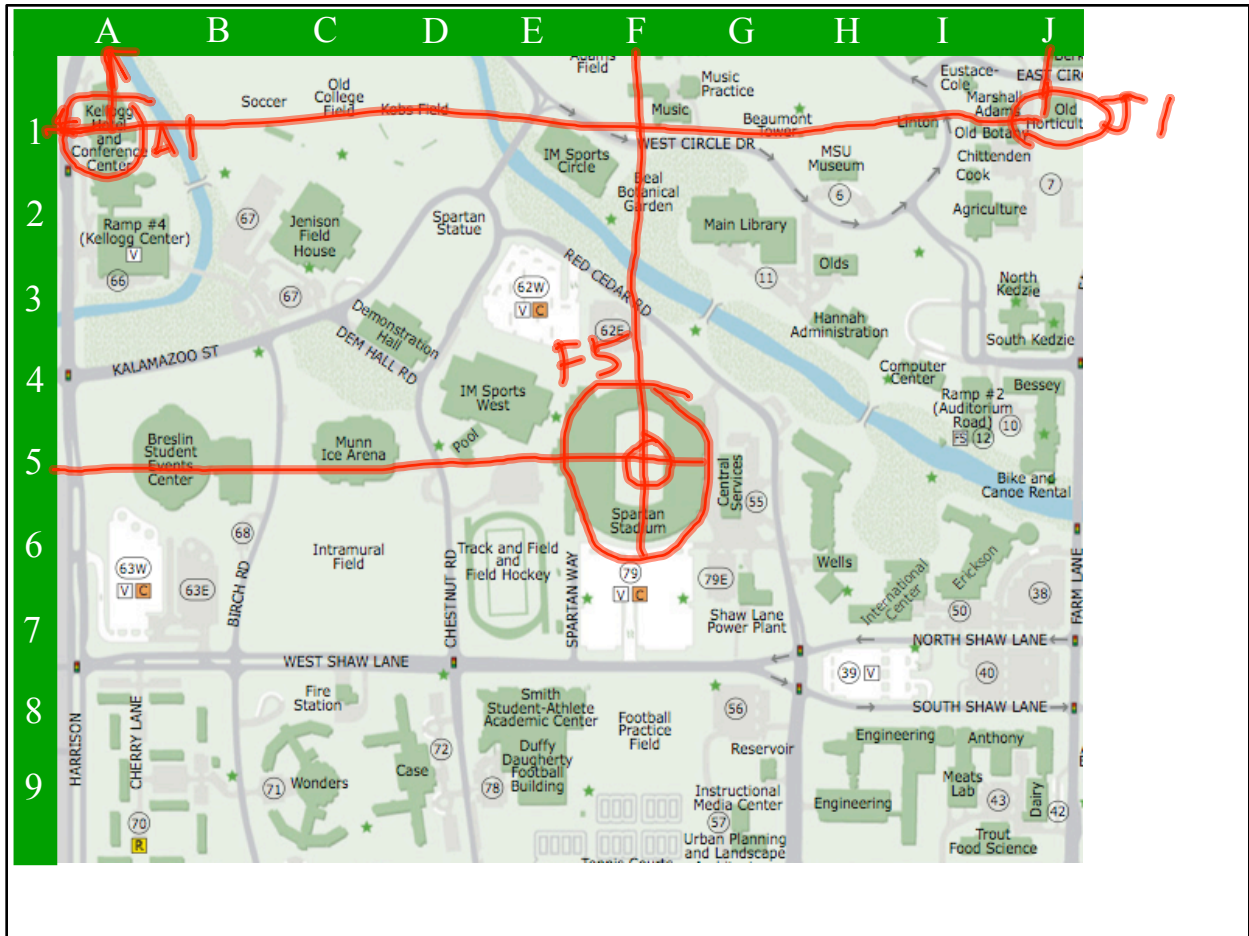 A B C D E F G H I J
1
2
3
4
5
6
7
8
9
Adams
Field
Music
Practice
Music
Eustace-
Cole
EAST CIR
Marshall
Adams
Old
Horticult
Old Botany
Linton
J1
Kellogg
Hotel
and
Conference
Center
A1
Soccer
Old
College
Field
Kobs Field
Beaumont
Tower
WEST CIRCLE DR
IM Sports
Circle
MSU
Museum
Chittenden
Cook
6
7
Beal
Botanical
Garden
Agriculture
Ramp #4
(Kellogg Center)
V
66
67
Jenison
Field
House
67
Spartan
Statue
Main Library
Olds
11
RED CEDAR RD
62W
V C
62E
North
Kedzie
South Kedzie
Hannah
Administration
Demonstration
Hall
DEM HALL RD
KALAMAZOO ST
F5
IM Sports
West
Pool
Computer
Center
Ramp #2
(Auditorium
Road)
FS 12
10
Bessey
Breslin
Student
Events
Center
Munn
Ice Arena
Spartan
Stadium
Central
Services
55
Bike and
Canoe Rental
68
BIRCH RD
Intramural
Field
CHESTNUT RD
Track and Field
and
Field Hockey
SPARTAN WAY
79
V C
79E
Shaw Lane
Power Plant
Wells
International
Center
Erickson
50
38
FARM LANE
63W
V C
63E
NORTH SHAW LANE
WEST SHAW LANE
39 V
40
SOUTH SHAW LANE
HARRISON
CHERRY LANE
Fire
Station
Smith
Student-Athlete
Academic Center
Duffy
Daugherty
Football
Building
Football
Practice
Field
56
Reservoir
Engineering
Anthony
72
Case
71
Wonders
78
Instructional
Media Center
57
Urban Planning
and Landscape
Engineering
Meats
Lab
43
Dairy
42
Trout
Food Science
70
R
Tennis Courts